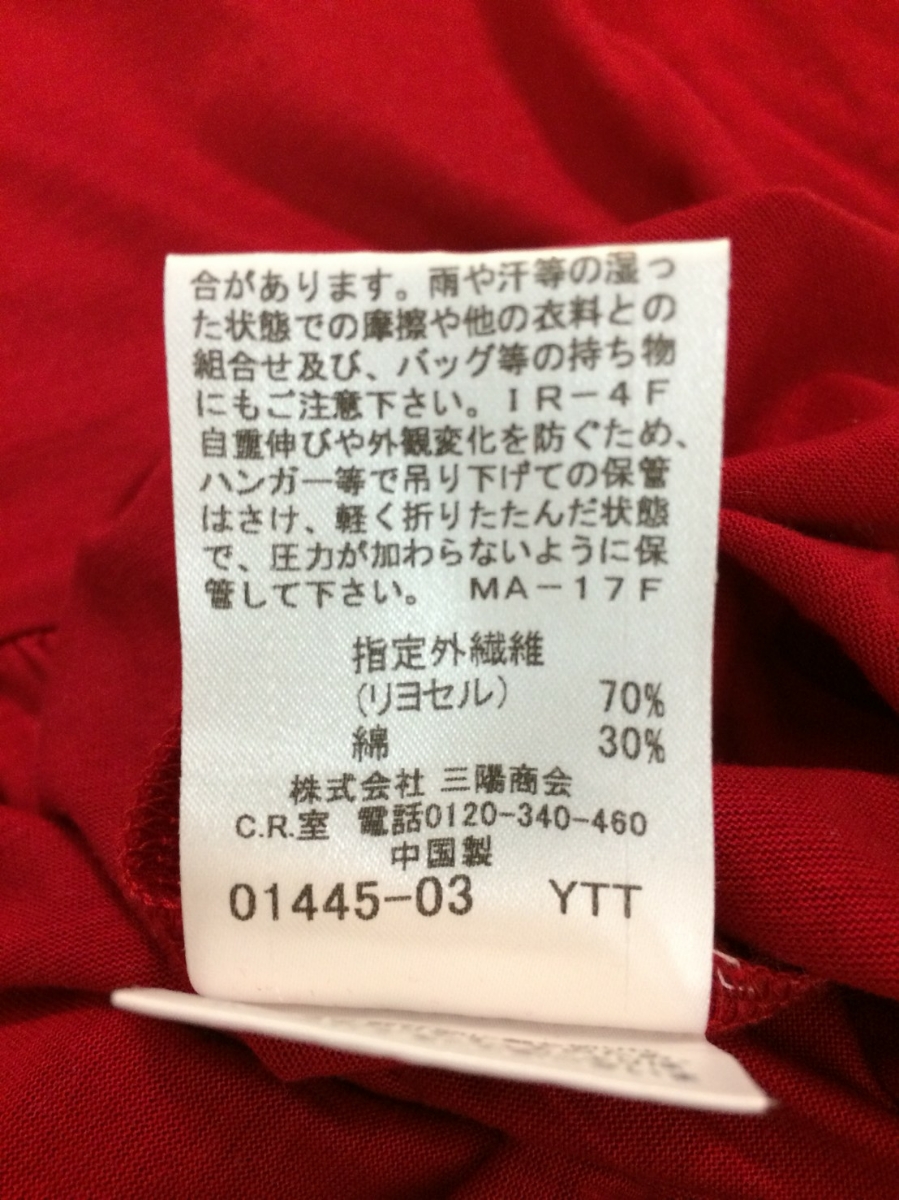 合があります。雨や汗等の湿っ
た状態での摩擦や他の衣料との
組合せ及び、バッグ等の持ち物
にもご注意下さい。IR－4F
自重伸びや外観変化を防ぐため、
ハンガー等で吊り下げての保管
はさけ、軽く折りたたんだ状態
で、圧力が加わらないように保
管して下さい。 MA－17F
指定外繊維
(リヨセル) 70%
綿 30%
株式会社 三陽商会
C.R.室 電話0120-340-460
中国製
01445-03 YTT